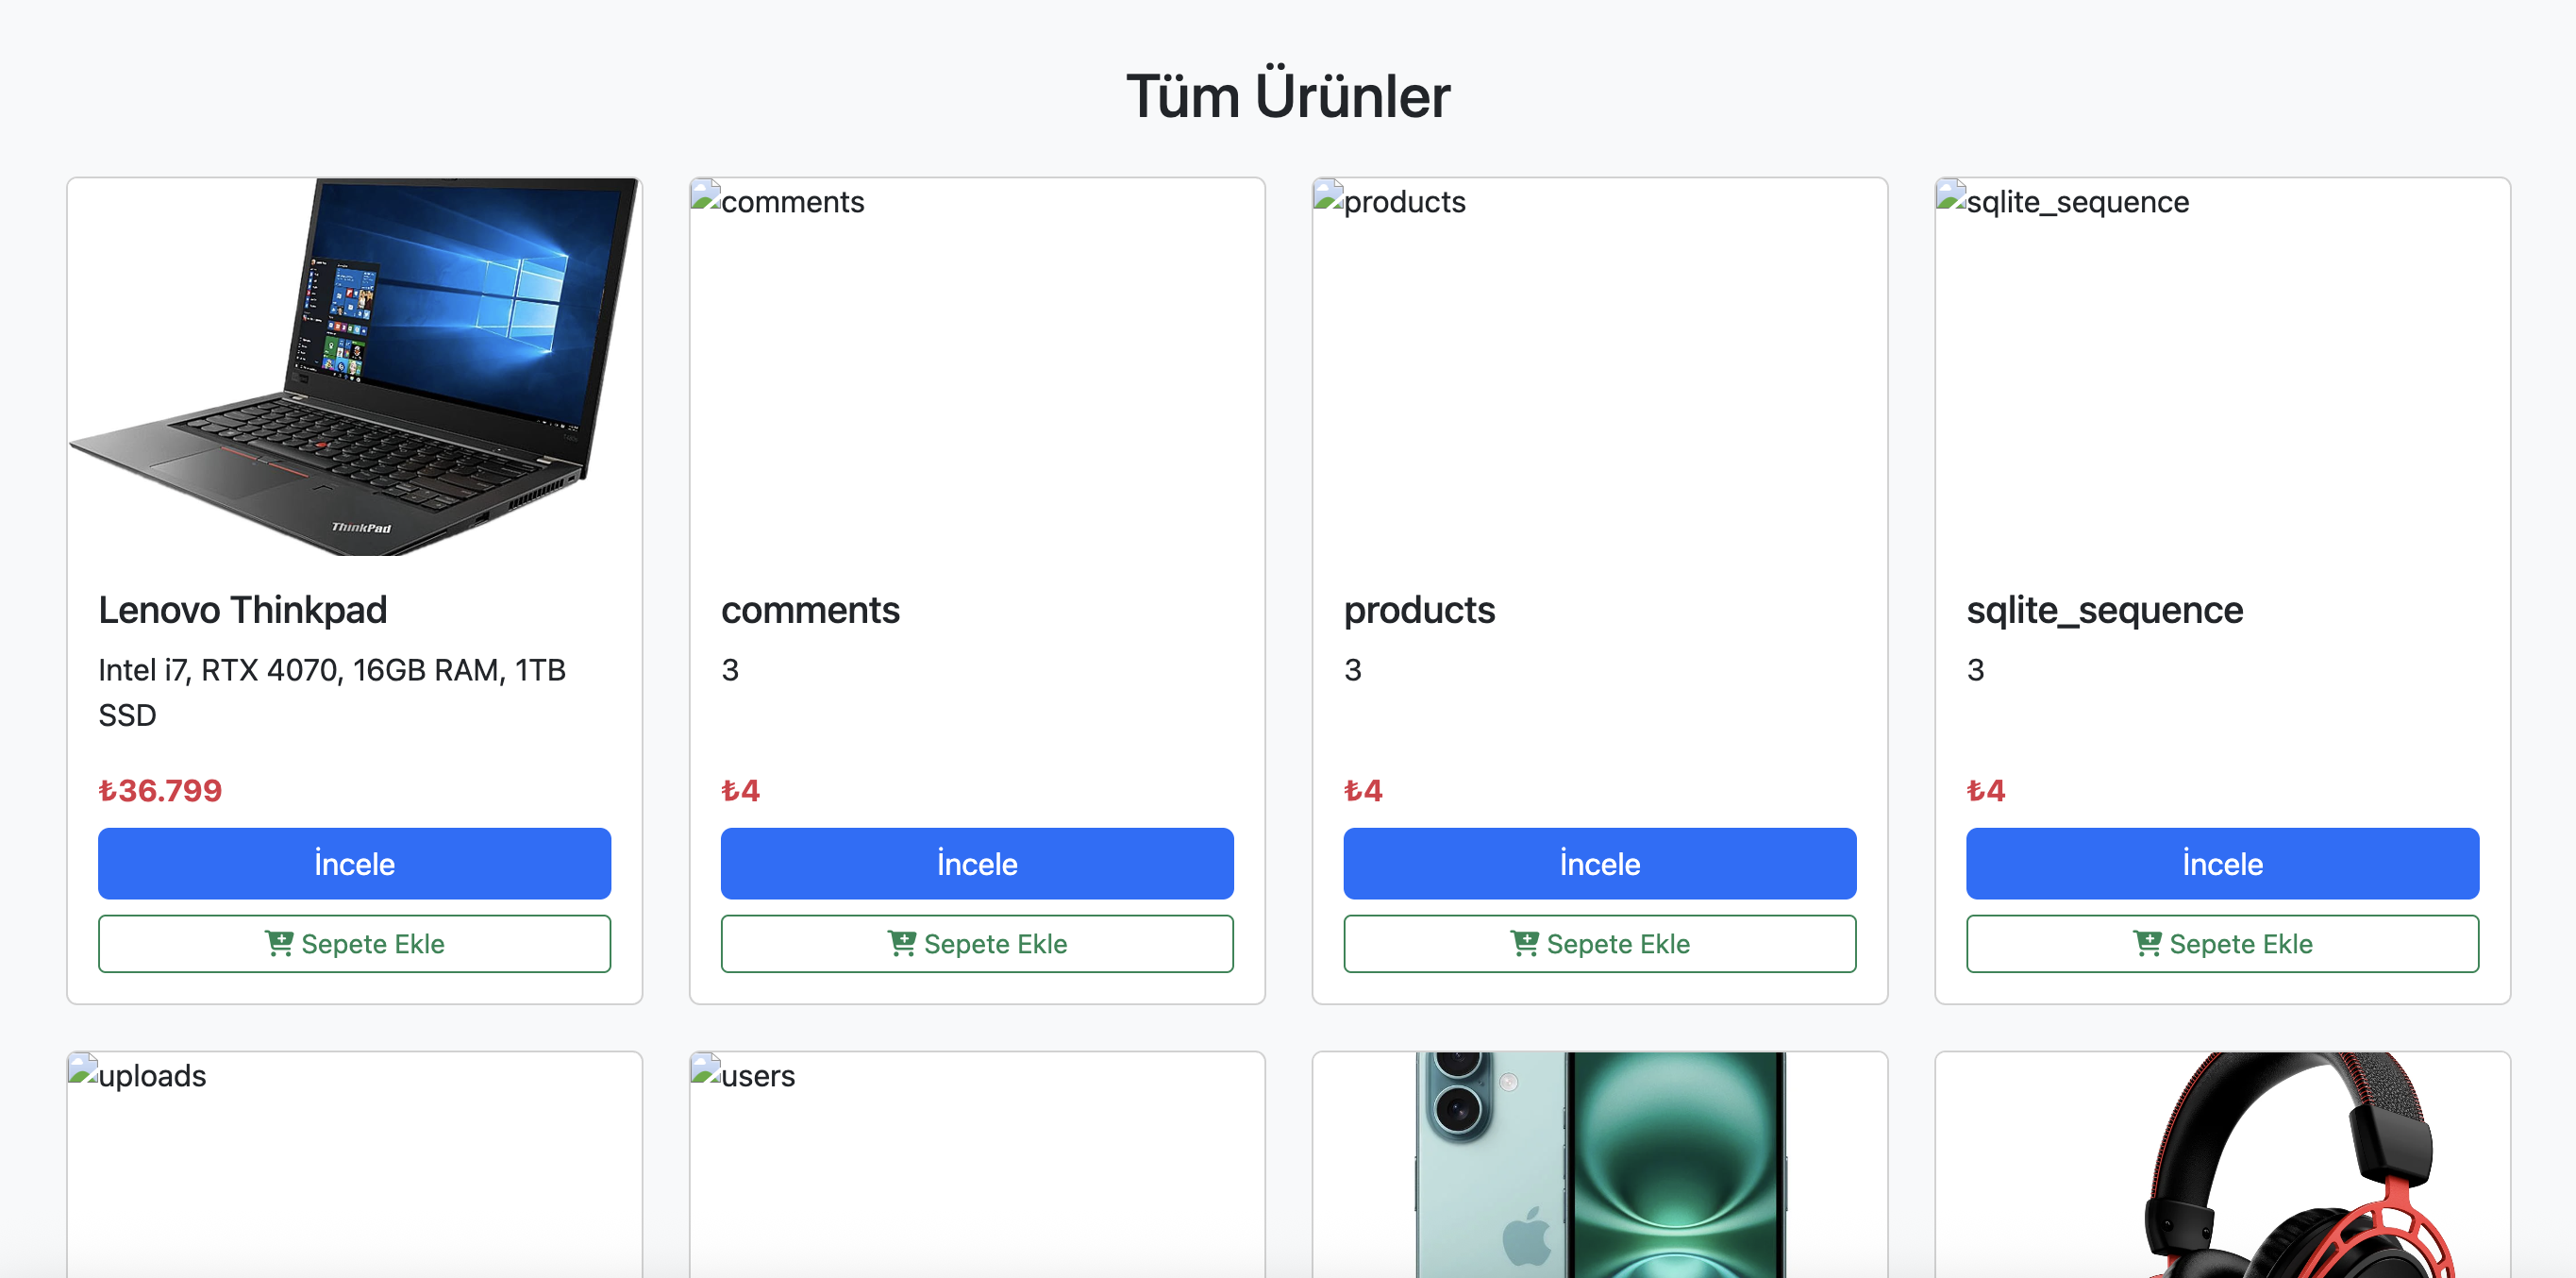 Tüm Ürünler
comments
products
sqlite_sequence
ThinkPad
Lenovo Thinkpad
Intel i7, RTX 4070, 16GB RAM, 1TB
SSD
₺36.799
İncele
Sepete Ekle
comments
3
₺4
İncele
Sepete Ekle
products
3
₺4
İncele
Sepete Ekle
sqlite_sequence
3
₺4
İncele
Sepete Ekle
uploads
users